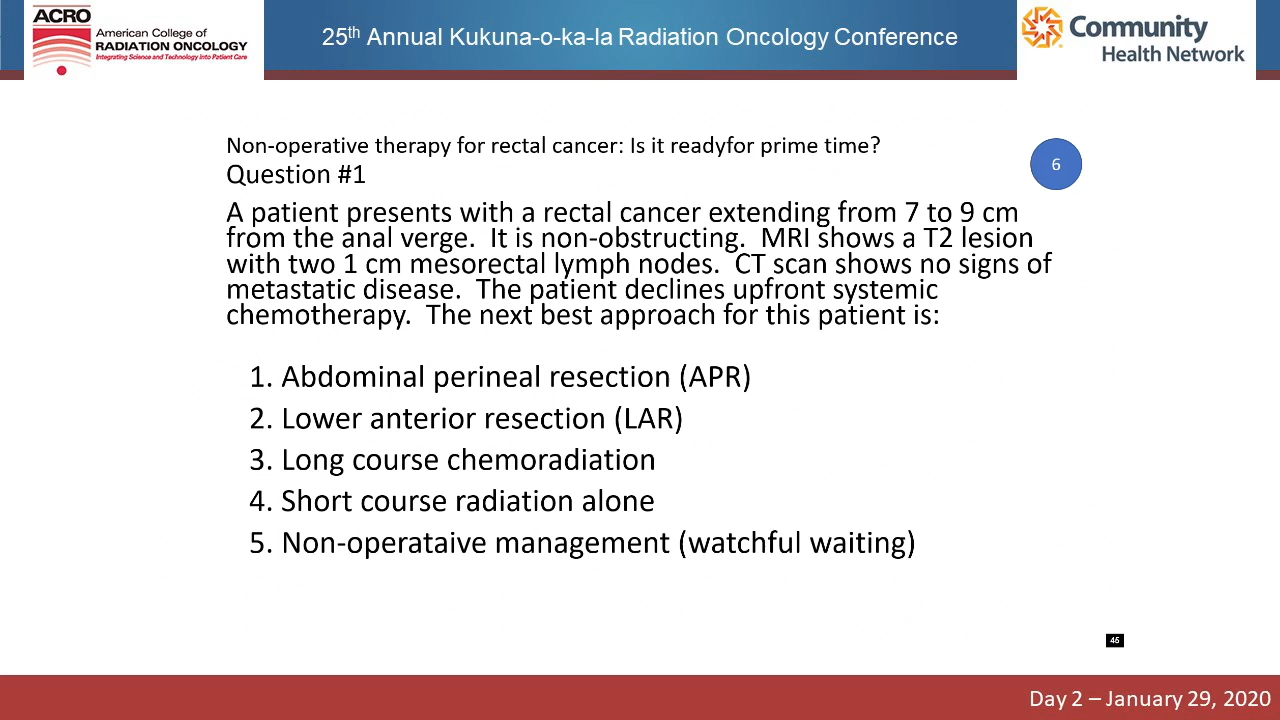 ACRO
American College of
RADIATION ONCOLOGY
Integrating Science and Technology Into Patient Care
25th Annual Kukuna-o-ka-la Radiation Oncology Conference
Community
Health Network
Non-operative therapy for rectal cancer: Is it readyfor prime time?
Question #1
6
A patient presents with a rectal cancer extending from 7 to 9 cm
from the anal verge.  It is non-obstructing.  MRI shows a T2 lesion
with two 1 cm mesorectal lymph nodes.  CT scan shows no signs of
metastatic disease.  The patient declines upfront systemic
chemotherapy.  The next best approach for this patient is:
1. Abdominal perineal resection (APR)
2. Lower anterior resection (LAR)
3. Long course chemoradiation
4. Short course radiation alone
5. Non-operataive management (watchful waiting)
45
Day 2 – January 29, 2020